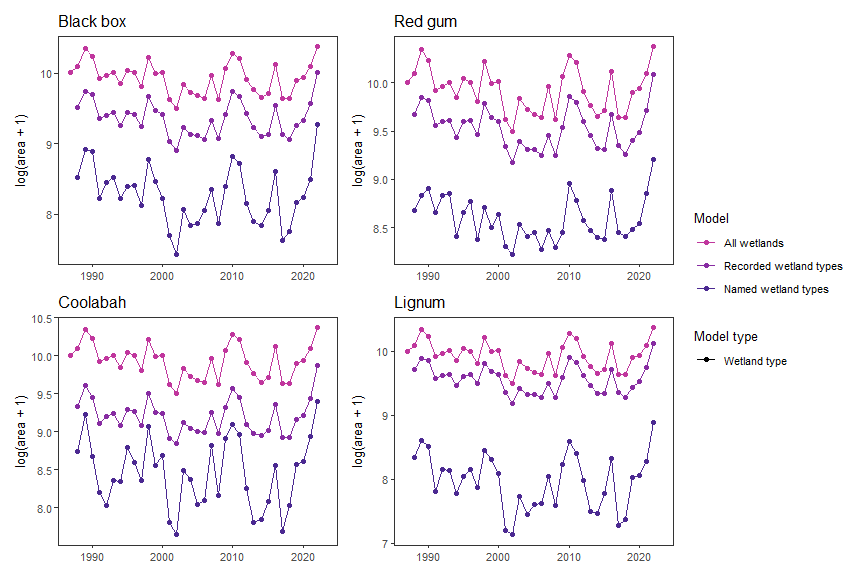 Black box
log(area + 1)
10
9
8
1990
2000
2010
2020
Red gum
log(area + 1)
10.0
9.5
9.0
8.5
1990
2000
2010
2020
Coolabah
log(area + 1)
10.5
10.0
9.5
9.0
8.5
8.0
1990
2000
2010
2020
Lignum
log(area + 1)
10
9
8
7
1990
2000
2010
2020
Model
All wetlands
Recorded wetland types
Named wetland types
Model type
Wetland type